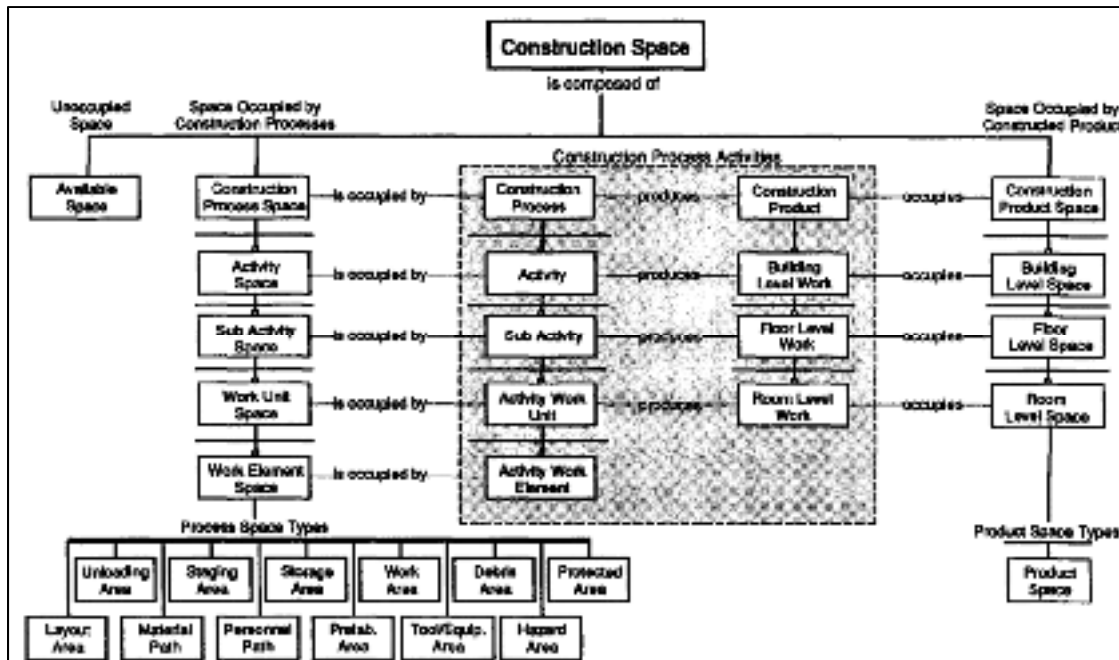 Construction Space
is composed of
Unoccupied
Space
Space Occupied by
Construction Processes
Space Occupied by
Constructed Product
Construction Process Activities
Available
Space
Construction
Process Space
is occupied by
Construction
Process
produces
Construction
Product
occupies
Construction
Product Space
Activity
Space
is occupied by
Activity
produces
Building
Level Work
occupies
Building
Level Space
Sub Activity
Space
is occupied by
Sub Activity
produces
Floor Level
Work
occupies
Floor
Level Space
Work Unit
Space
is occupied by
Activity Work
Unit
produces
Room Level
Work
occupies
Room
Level Space
Work Element
Space
is occupied by
Activity Work
Element
Process Space Types
Product Space Types
Unloading
Area
Staging
Area
Storage
Area
Work
Area
Debris
Area
Protected
Area
Product
Space
Layout
Area
Material
Path
Personnel
Path
Prefab.
Area
Tool/Equip.
Area
Hazard
Area